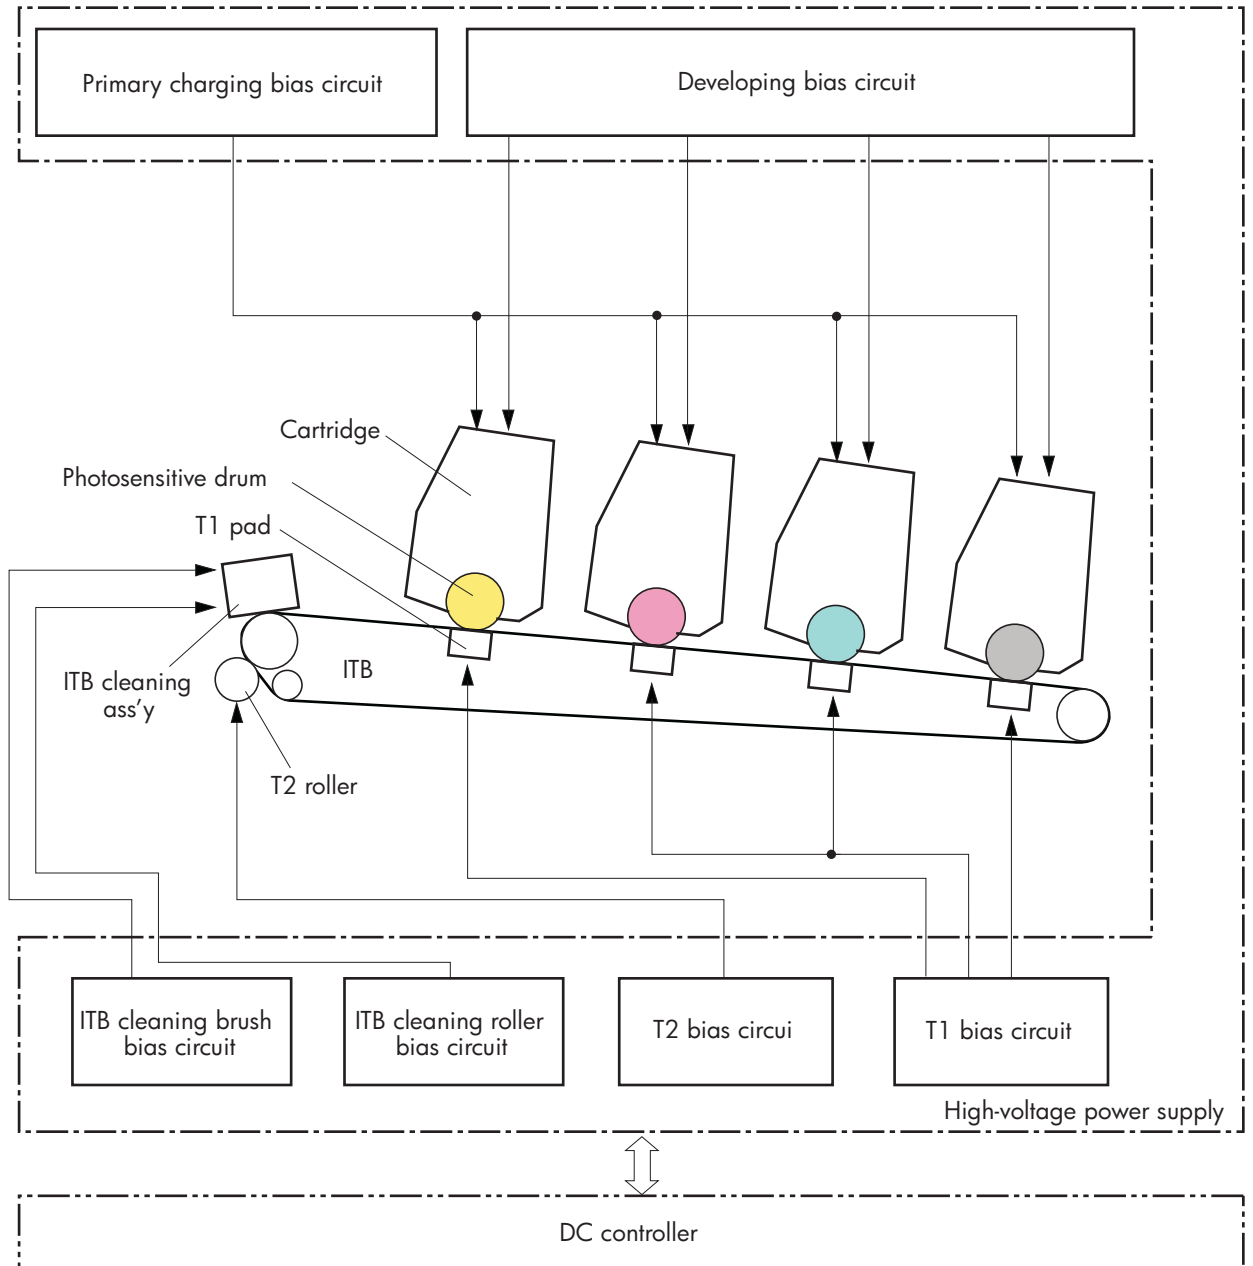 Primary charging bias circuit
Developing bias circuit
Cartridge
Photosensitive drum
T1 pad
ITB
ITB cleaning
ass'y
T2 roller
ITB cleaning brush
bias circuit
ITB cleaning roller
bias circuit
T2 bias circui
T1 bias circuit
High-voltage power supply
DC controller